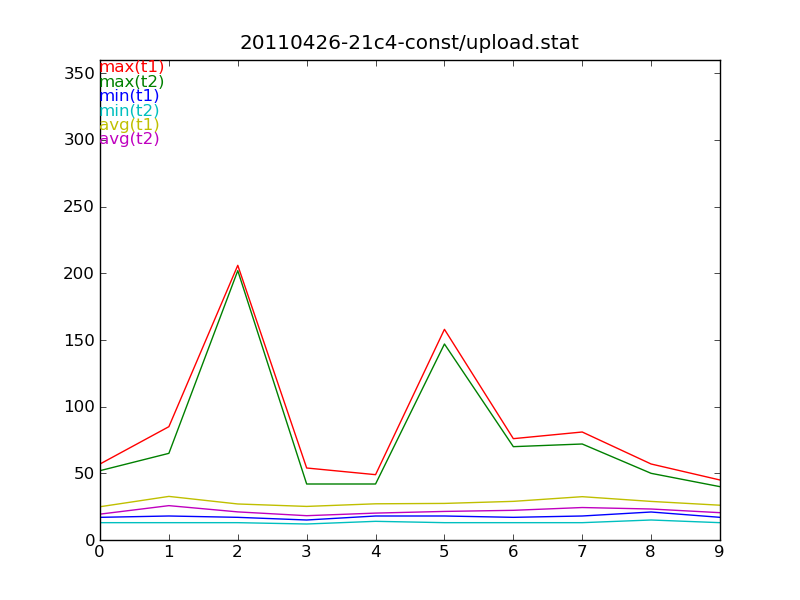 20110426-21c4-const/upload.stat
max(t1)
max(t2)
min(t1)
min(t2)
avg(t1)
avg(t2)
350
300
250
200
150
100
50
0
0 1 2 3 4 5 6 7 8 9